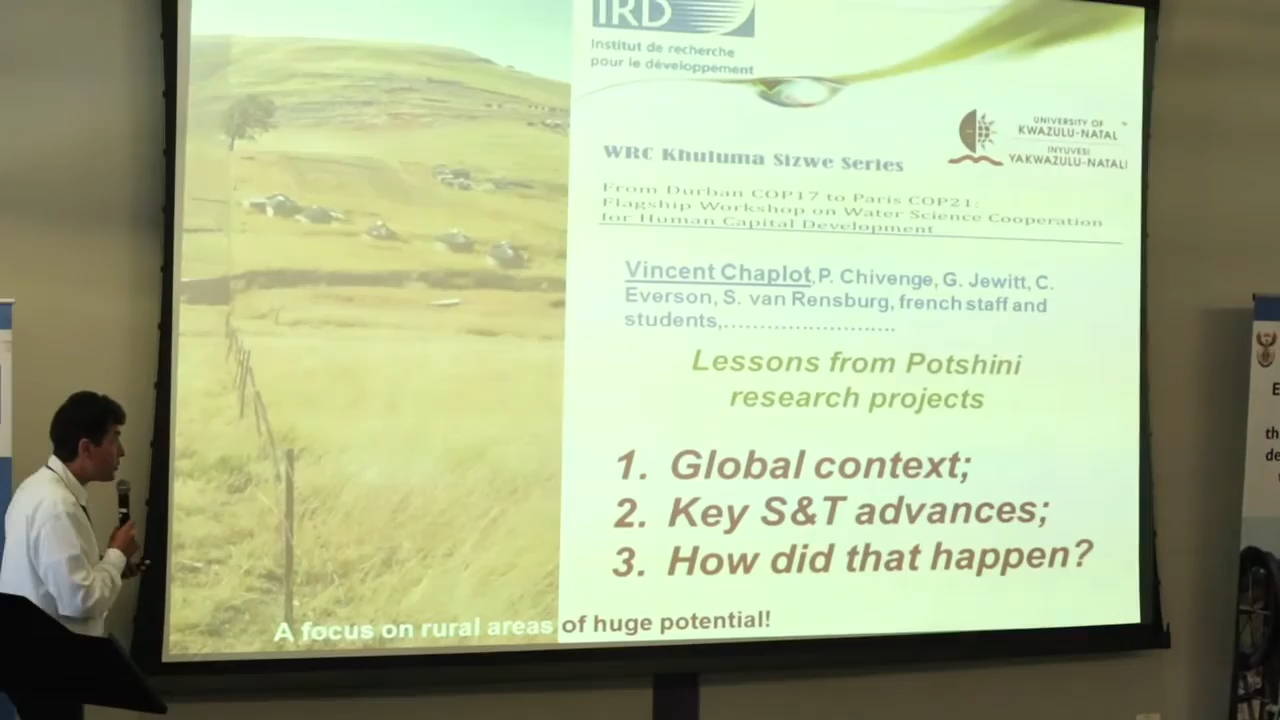 IRD
Institut de recherche
pour le développement
UNIVERSITY OF
KWAZULU-NATAL
INYUVESI
YAKWAZULU-NATALI
WRC Khuluma Sizwe Series
From Durban COP17 to Paris COP21:
Flagship Workshop on Water Science Cooperation
for Human Capital Development
Vincent Chaplot, P. Chivenge, G. Jewitt, C.
Everson, S. van Rensburg, french staff and
students,.........................
Lessons from Potshini
research projects
1. Global context;
2. Key S&T advances;
3. How did that happen?
A focus on rural areas of huge potential!